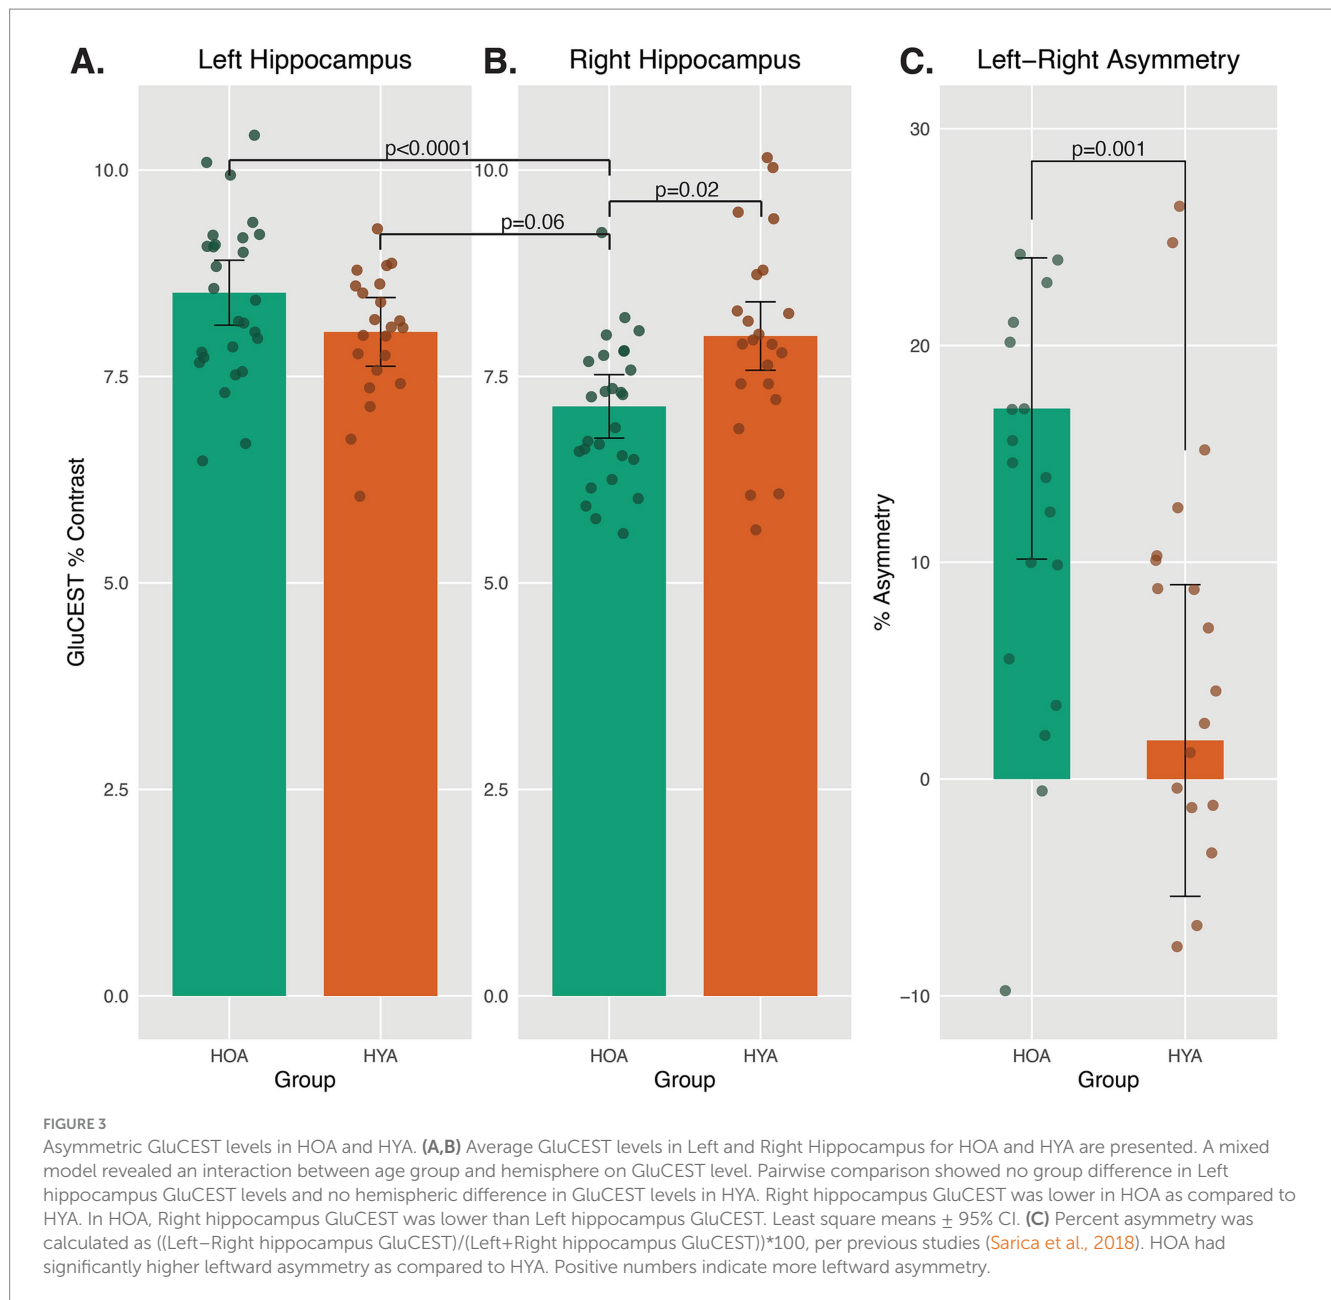 A. Left Hippocampus
B. Right Hippocampus
C. Left–Right Asymmetry
GluCEST % Contrast
10.0
7.5
5.0
2.5
0.0
p<0.0001
p=0.06
HOA
HYA
Group
10.0
7.5
5.0
2.5
0.0
p=0.02
HOA
HYA
Group
% Asymmetry
30
20
10
0
−10
p=0.001
HOA
HYA
Group
FIGURE 3
Asymmetric GluCEST levels in HOA and HYA. (A,B) Average GluCEST levels in Left and Right Hippocampus for HOA and HYA are presented. A mixed
model revealed an interaction between age group and hemisphere on GluCEST level. Pairwise comparison showed no group difference in Left
hippocampus GluCEST levels and no hemispheric difference in GluCEST levels in HYA. Right hippocampus GluCEST was lower in HOA as compared to
HYA. In HOA, Right hippocampus GluCEST was lower than Left hippocampus GluCEST. Least square means ± 95% CI. (C) Percent asymmetry was
calculated as ((Left–Right hippocampus GluCEST)/(Left+Right hippocampus GluCEST))*100, per previous studies (Sarica et al., 2018). HOA had
significantly higher leftward asymmetry as compared to HYA. Positive numbers indicate more leftward asymmetry.